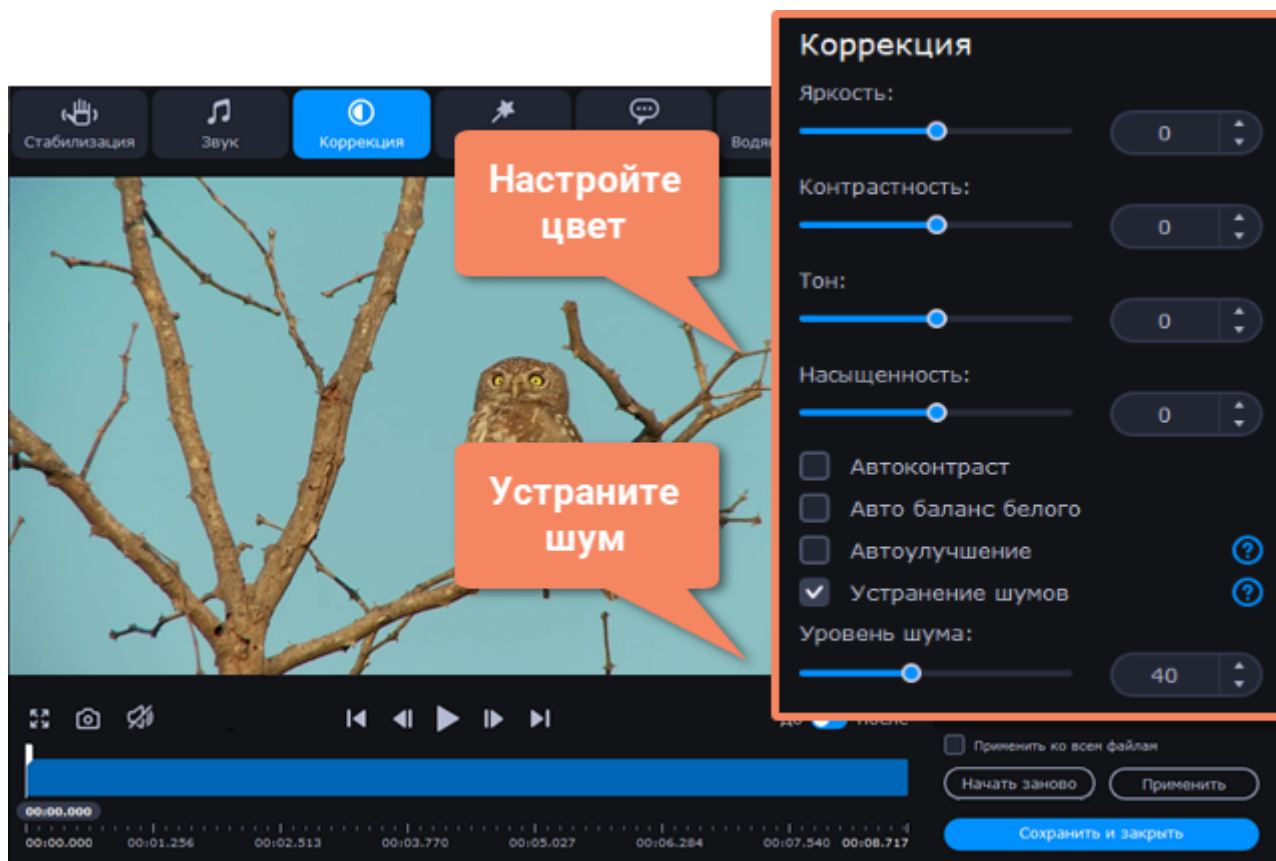 Коррекция
Яркость:
0
Контрастность:
0
Тон:
0
Насыщенность:
0
Автоконтраст
Авто баланс белого
Автоулучшение
?
Устранение шумов
?
Уровень шума:
40
Стабилизация
Звук
Коррекция
Настройте
цвет
Устраните
шум
После
Применить ко всем файлам
Начать заново
Применить
Сохранить и закрыть
00:00.000
00:00.000
00:01.256
00:02.513
00:03.770
00:05.027
00:06.284
00:07.540
00:08.717